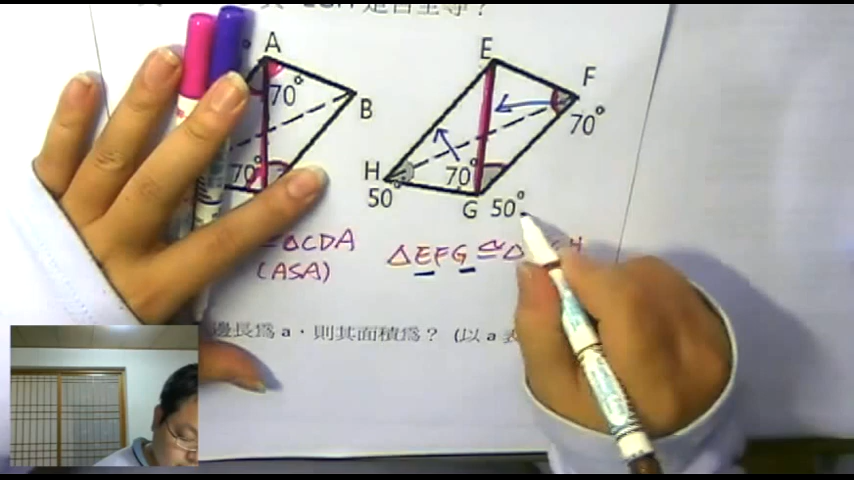 是否全等?
A
70°
B
70°
E
F
70°
H
50°
70°
G 50°
≅△CDA
(ASA)
△EFG≅△
邊長為 a,則其面積為?(以 a